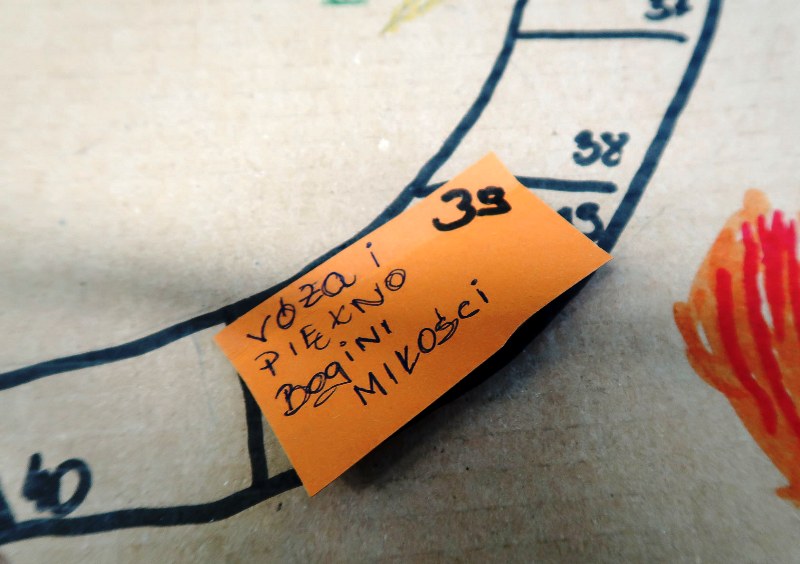 38
39
róża i
PIĘKNO
BOgiNi
MIŁOŚCi
40